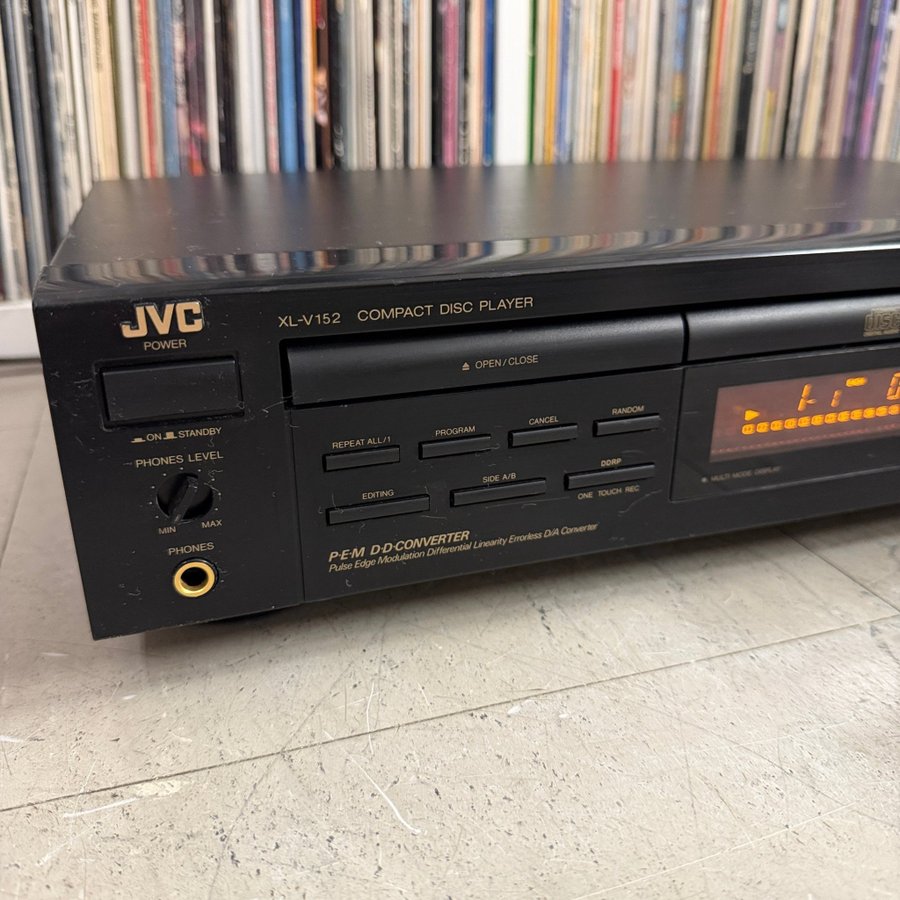 JVC
POWER
ON STANDBY
PHONES LEVEL
MIN MAX
PHONES
XL-V152 COMPACT DISC PLAYER
OPEN/CLOSE
REPEAT ALL/1 PROGRAM CANCEL RANDOM
EDITING SIDE A/B DDRP
ONE TOUCH REC
P·E·M D·D·CONVERTER
Pulse Edge Modulation Differential Linearity Errorless D/A Converter
MULTI MODE DISPLAY